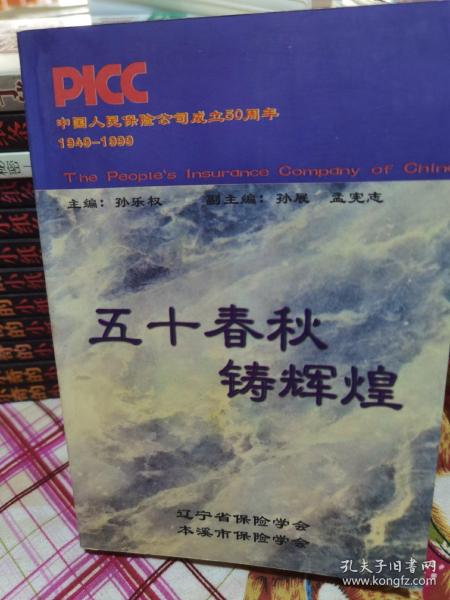 PICC
中国人民保险公司成立50周年
1949-1999
The People's Insurance Company of China
主编：孙乐权 副主编：孙展 孟宪志
五十春秋
铸辉煌
辽宁省保险学会
本溪市保险学会
孔夫子旧书网
www.kongfz.com